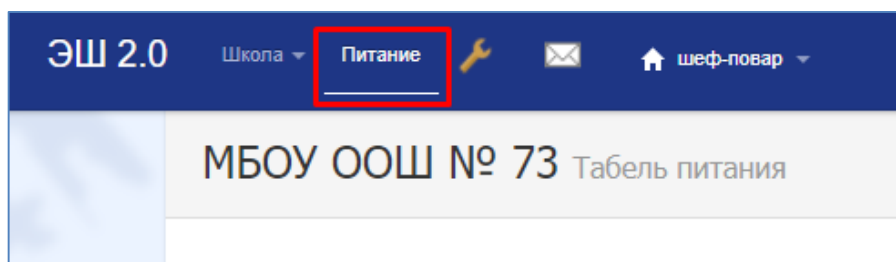 ЭШ 2.0 Школа Питание шеф-повар
МБОУ ООШ № 73 Табель питания